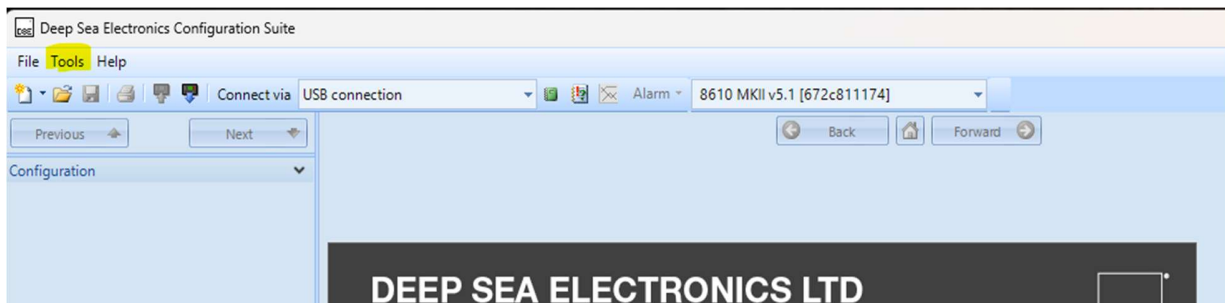 DSE Deep Sea Electronics Configuration Suite
File Tools Help
Connect via USB connection Alarm 8610 MKII v5.1 [672c811174]
Previous Next Back Forward
Configuration
DEEP SEA ELECTRONICS LTD